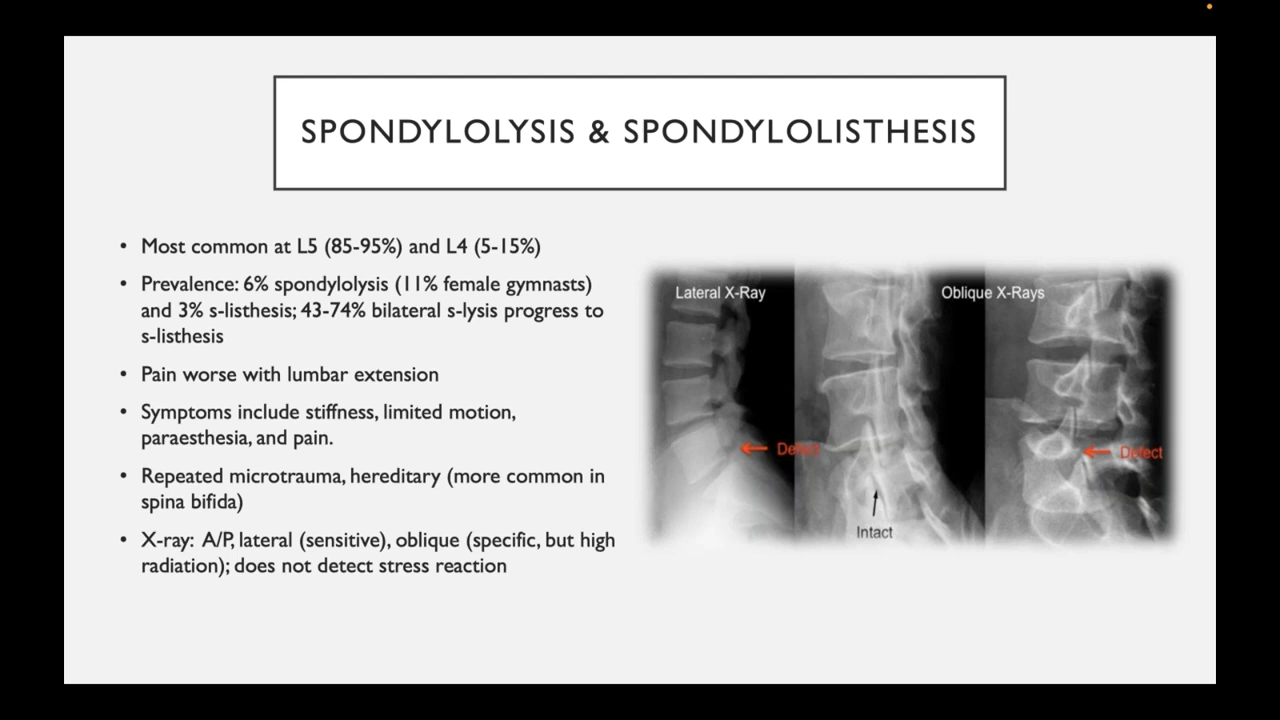 SPONDYLOLYSIS & SPONDYLOLISTHESIS
• Most common at L5 (85-95%) and L4 (5-15%)
• Prevalence: 6% spondylolysis (11% female gymnasts)
and 3% s-listhesis; 43-74% bilateral s-lysis progress to
s-listhesis
• Pain worse with lumbar extension
• Symptoms include stiffness, limited motion,
paraesthesia, and pain.
• Repeated microtrauma, hereditary (more common in
spina bifida)
• X-ray: A/P, lateral (sensitive), oblique (specific, but high
radiation); does not detect stress reaction
Lateral X-Ray
Oblique X-Rays
Defect
Defect
Intact